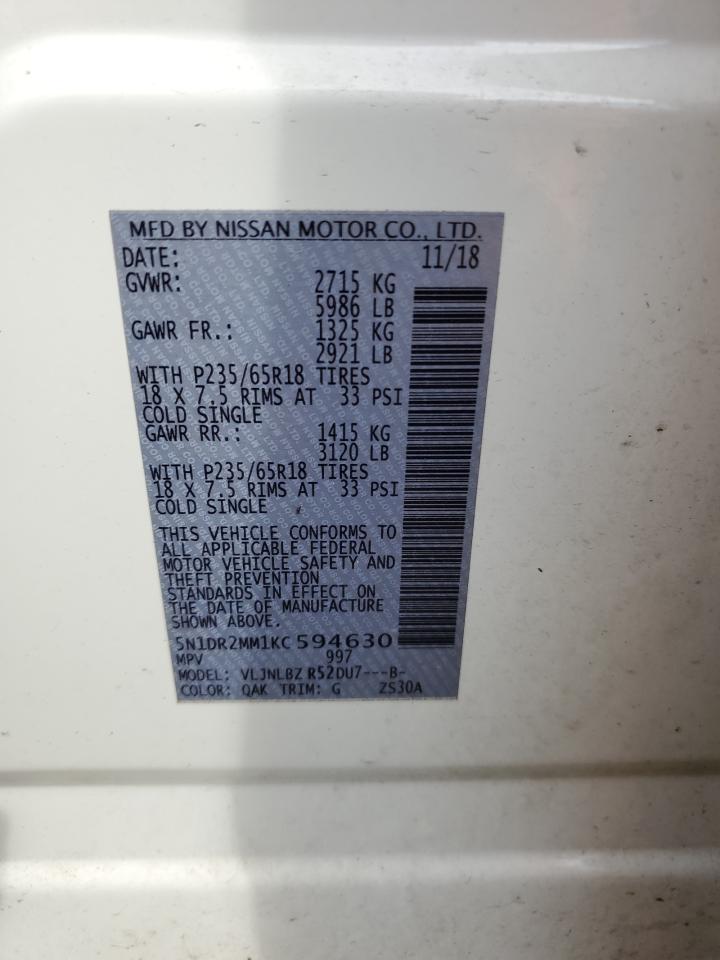 MFD BY NISSAN MOTOR CO., LTD.
DATE: 11/18
GVWR: 2715 KG
5986 LB
GAWR FR.: 1325 KG
2921 LB
WITH P235/65R18 TIRES
18 X 7.5 RIMS AT 33 PSI
COLD SINGLE
GAWR RR.: 1415 KG
3120 LB
WITH P235/65R18 TIRES
18 X 7.5 RIMS AT 33 PSI
COLD SINGLE
THIS VEHICLE CONFORMS TO
ALL APPLICABLE FEDERAL
MOTOR VEHICLE SAFETY AND
THEFT PREVENTION
STANDARDS IN EFFECT ON
THE DATE OF MANUFACTURE
SHOWN ABOVE.
5N1DR2MM1KC594630
MPV 997
MODEL: VLJNLBZ R52DU7---B-
COLOR: QAK TRIM: G ZS30A